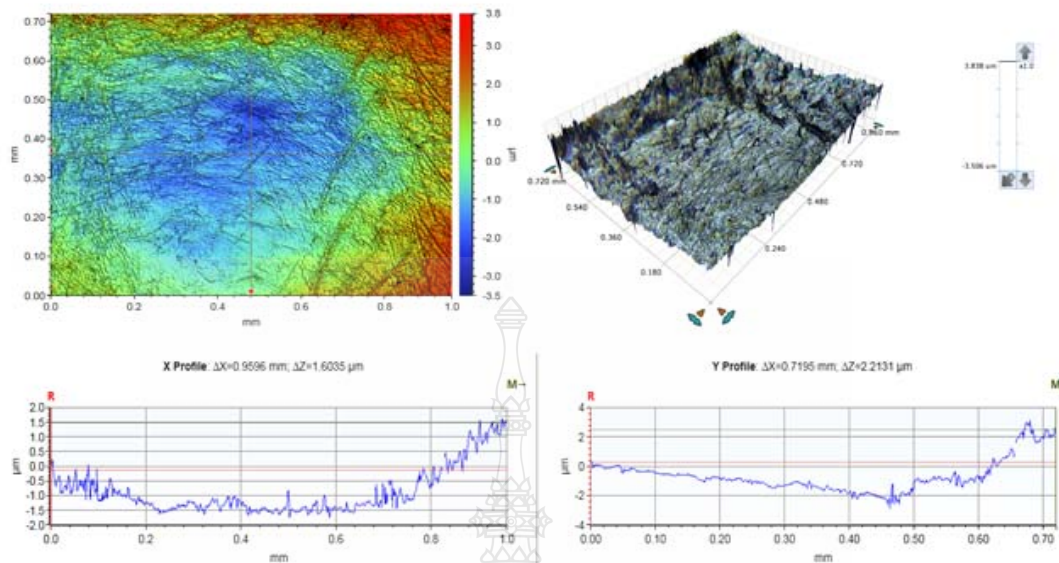 0.70
0.60
0.50
0.40
0.30
0.20
0.10
0.00
mm
0.0 0.2 0.4 0.6 0.8 1.0
mm
3.8
3.0
2.0
1.0
0.0
-1.0
-2.0
-3.0
-3.5
µm
0.960 mm
0.720
0.480
0.240
0.720 mm
0.540
0.360
0.180
3.838 um
x1.0
-3.506 um
X Profile: ΔX=0.9596 mm; ΔZ=1.6035 µm
R
M→
2.0
1.5
0.5
0.0
-0.5
-1.0
-1.5
-2.0
µm
0.0 0.2 0.4 0.6 0.8 1.0
mm
Y Profile: ΔX=0.7195 mm; ΔZ=2.2131 µm
R
M
4
2
0
-2
-4
µm
0.00 0.10 0.20 0.30 0.40 0.50 0.60 0.70
mm